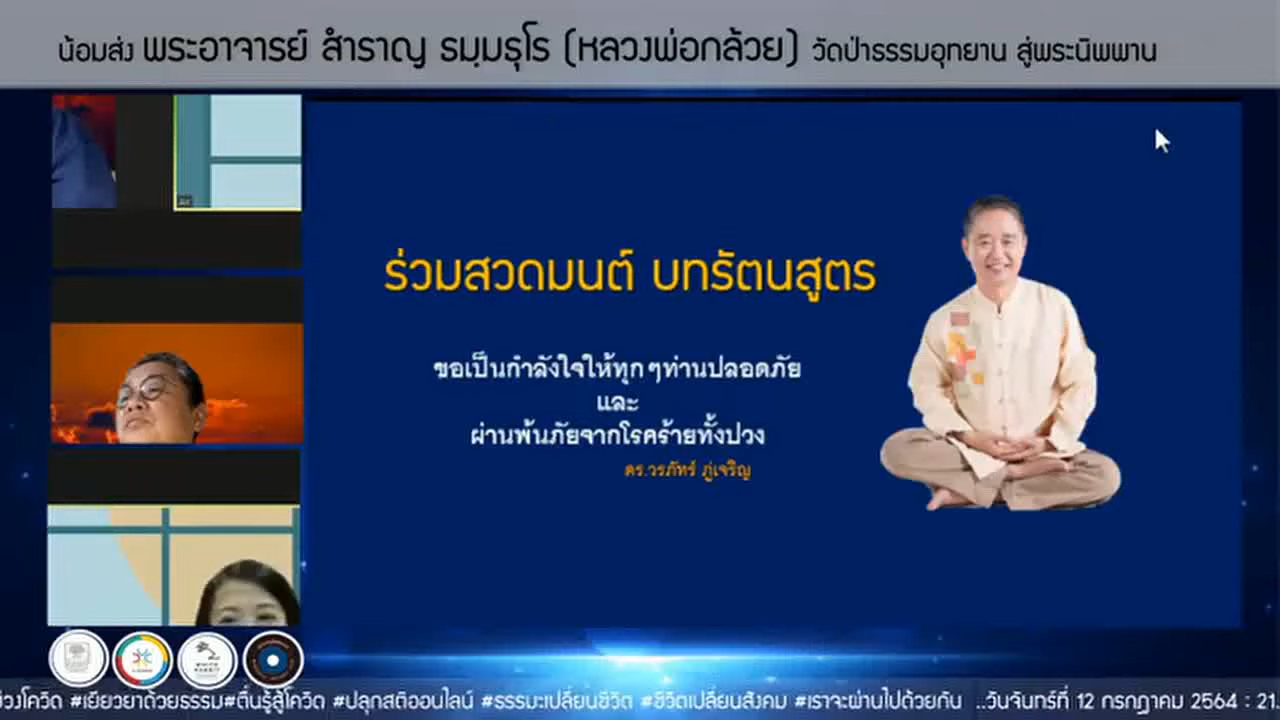 น้อมส่ง พระอาจารย์ สำราญ ธมฺมธุโร (หลวงพ่อกล้วย) วัดป่าธรรมอุทยาน สู่พระนิพพาน
ร่วมสวดมนต์ บทรัตนสูตร
ขอเป็นกำลังใจให้ทุกๆท่านปลอดภัย
และ
ผ่านพ้นภัยจากโรคร้ายทั้งปวง
ดร.วรภัทร์ ภู่เจริญ
WHITE RABBIT
่วงโควิด #เยียวยาด้วยธรรม#ตื่นรู้สู้โควิด #ปลุกสติออนไลน์ #ธรรมะเปลี่ยนชีวิต #ชีวิตเปลี่ยนสังคม #เราจะผ่านไปด้วยกัน ..วันจันทร์ที่ 12 กรกฎาคม 2564 : 21.